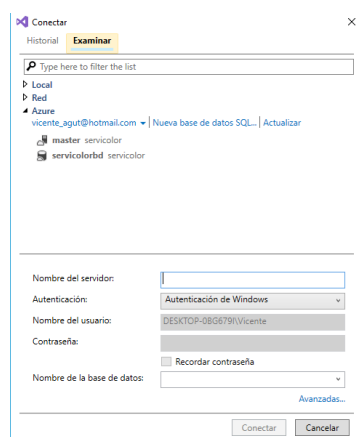 Conectar
Historial Examinar
Type here to filter the list
Local
Red
Azure
vicente_agut@hotmail.com Nueva base de datos SQL... Actualizar
master servicolor
servicolorbd servicolor
Nombre del servidor:
Autenticación: Autenticación de Windows
Nombre del usuario: DESKTOP-0BG679I\Vicente
Contraseña:
Recordar contraseña
Nombre de la base de datos:
Avanzadas...
Conectar Cancelar